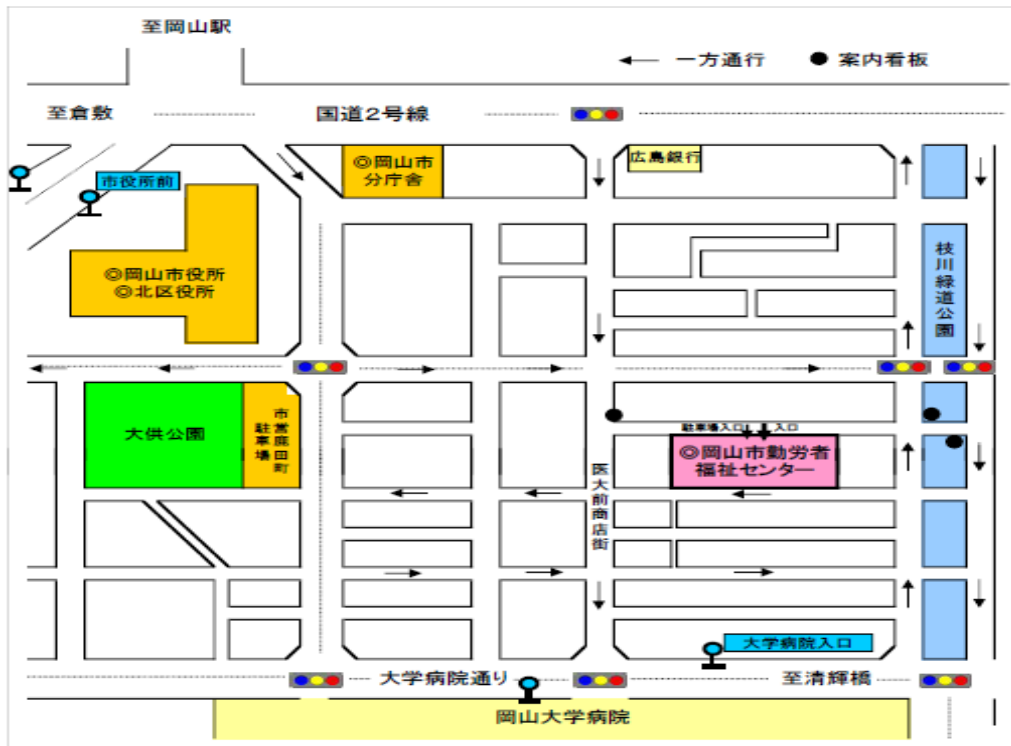 至岡山駅
一方通行
案内看板
至倉敷
国道2号線
◎岡山市
分庁舎
広島銀行
市役所前
◎岡山市役所
◎北区役所
枝川緑道公園
大供公園
市営鹿田町
駐車場
駐車場入口
入口
◎岡山市勤労者
福祉センター
医大前商店街
大学病院入口
大学病院通り
至清輝橋
岡山大学病院